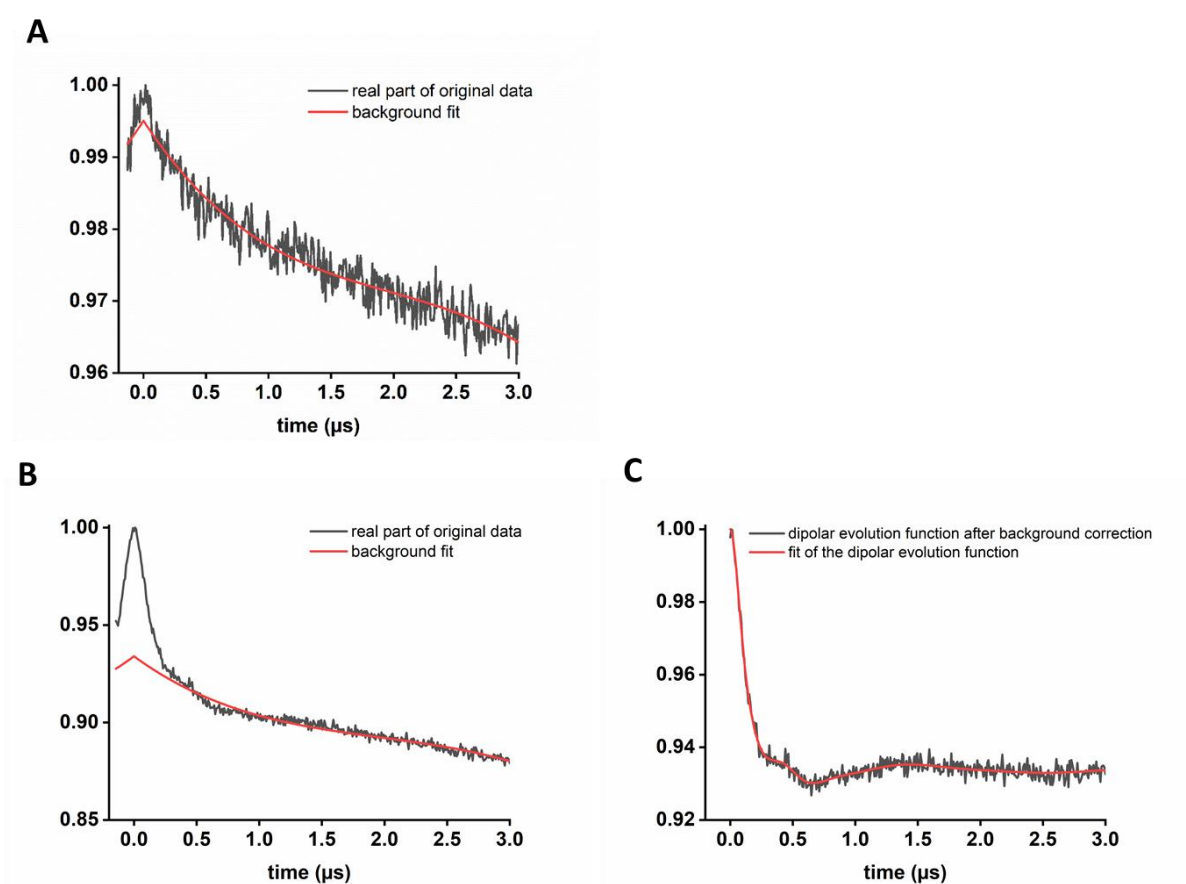 A
1.00
real part of original data
background fit
0.99
0.98
0.97
0.96
0.0 0.5 1.0 1.5 2.0 2.5 3.0
time (µs)
B
1.00
real part of original data
background fit
0.95
0.90
0.85
0.0 0.5 1.0 1.5 2.0 2.5 3.0
time (µs)
C
1.00
dipolar evolution function after background correction
fit of the dipolar evolution function
0.98
0.96
0.94
0.92
0.0 0.5 1.0 1.5 2.0 2.5 3.0
time (µs)